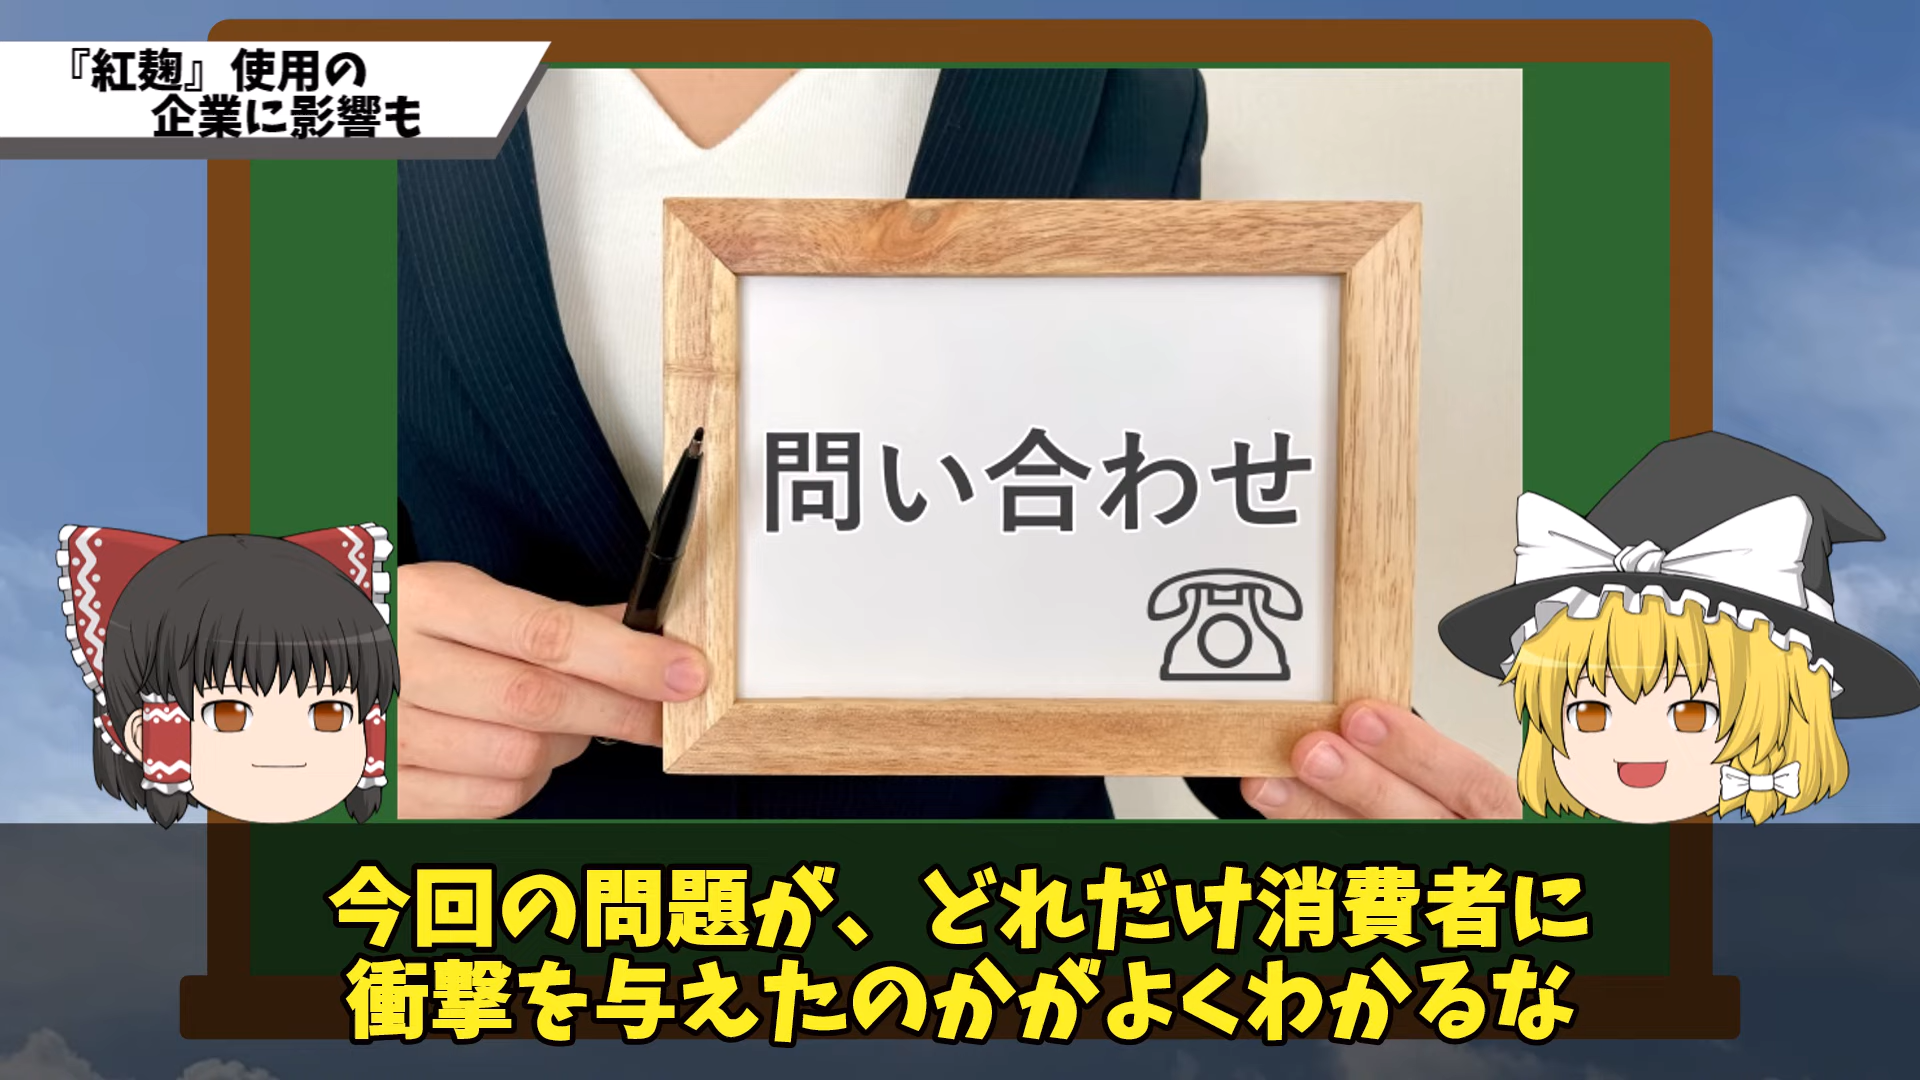 『紅麹』使用の
企業に影響も
問い合わせ
今回の問題が、どれだけ消費者に
衝撃を与えたのかがよくわかるな